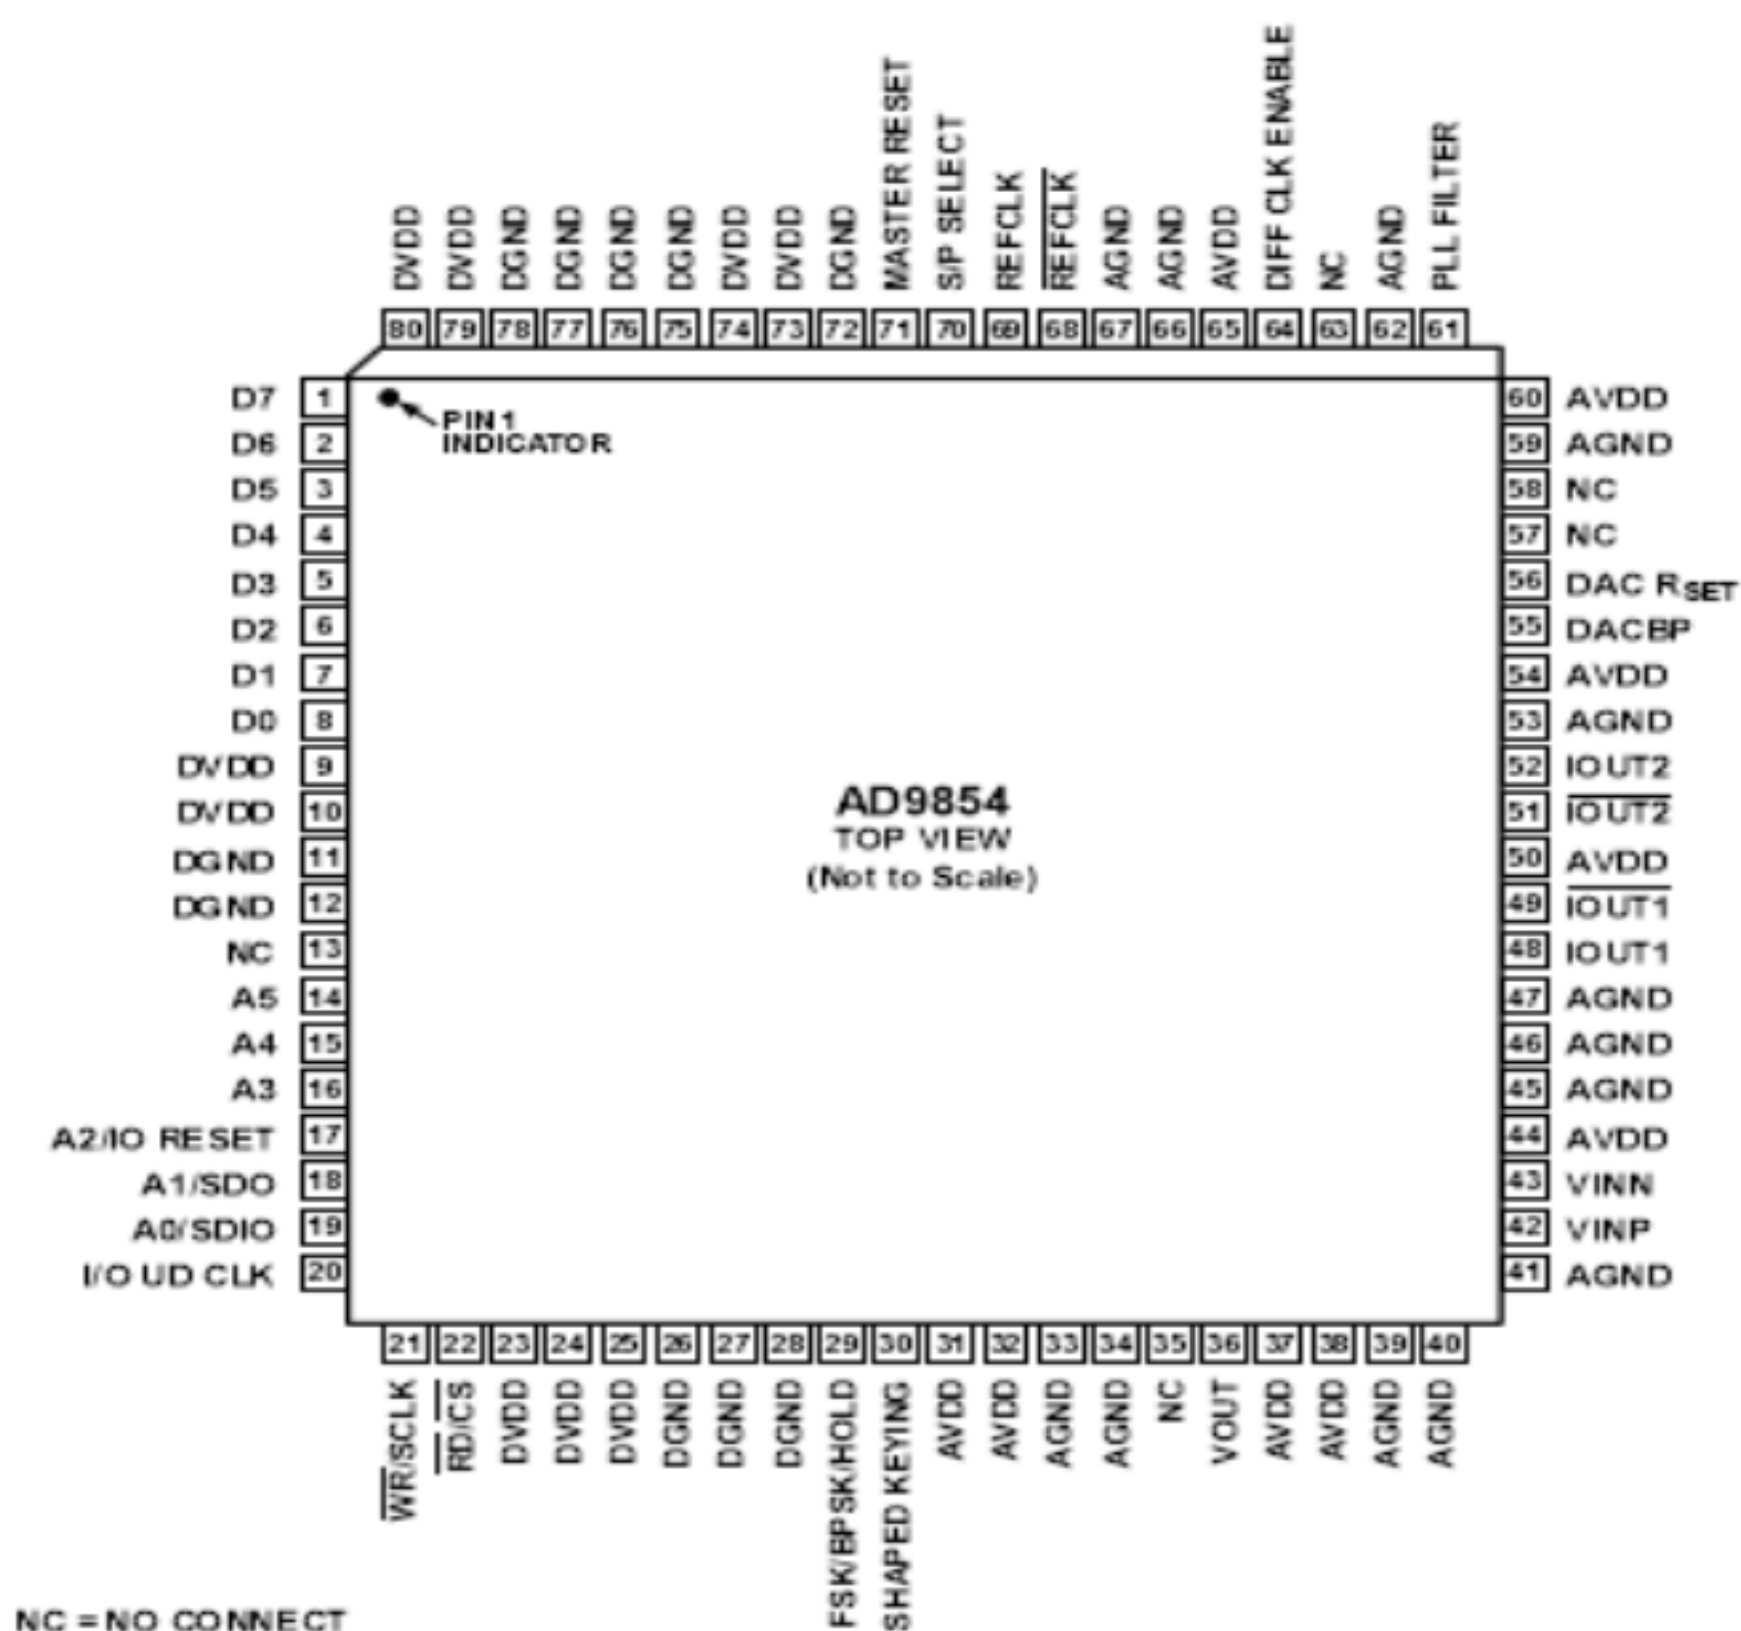 DVDD DVDD DGND DGND DGND DGND DVDD DVDD DGND MASTER RESET S/P SELECT REFCLK REFCLK AGND AGND AVDD DIFF CLK ENABLE NC AGND PLL FILTER
80 79 78 77 76 75 74 73 72 71 70 69 68 67 66 65 64 63 62 61
D7 1
D6 2
D5 3
D4 4
D3 5
D2 6
D1 7
D0 8
DVDD 9
DVDD 10
DGND 11
DGND 12
NC 13
A5 14
A4 15
A3 16
A2/IO RESET 17
A1/SDO 18
A0/SDIO 19
I/O UD CLK 20
PIN 1
INDICATOR
AD9854
TOP VIEW
(Not to Scale)
60 AVDD
59 AGND
58 NC
57 NC
56 DAC RSET
55 DACBP
54 AVDD
53 AGND
52 IOUT2
51 IOUT2
50 AVDD
49 IOUT1
48 IOUT1
47 AGND
46 AGND
45 AGND
44 AVDD
43 VINN
42 VINP
41 AGND
21 22 23 24 25 26 27 28 29 30 31 32 33 34 35 36 37 38 39 40
WR/SCLK RD/CS DVDD DVDD DVDD DGND DGND DGND FSK/BPSK/HOLD SHAPED KEYING AVDD AVDD AGND AGND NC VOUT AVDD AVDD AGND AGND
NC = NO CONNECT